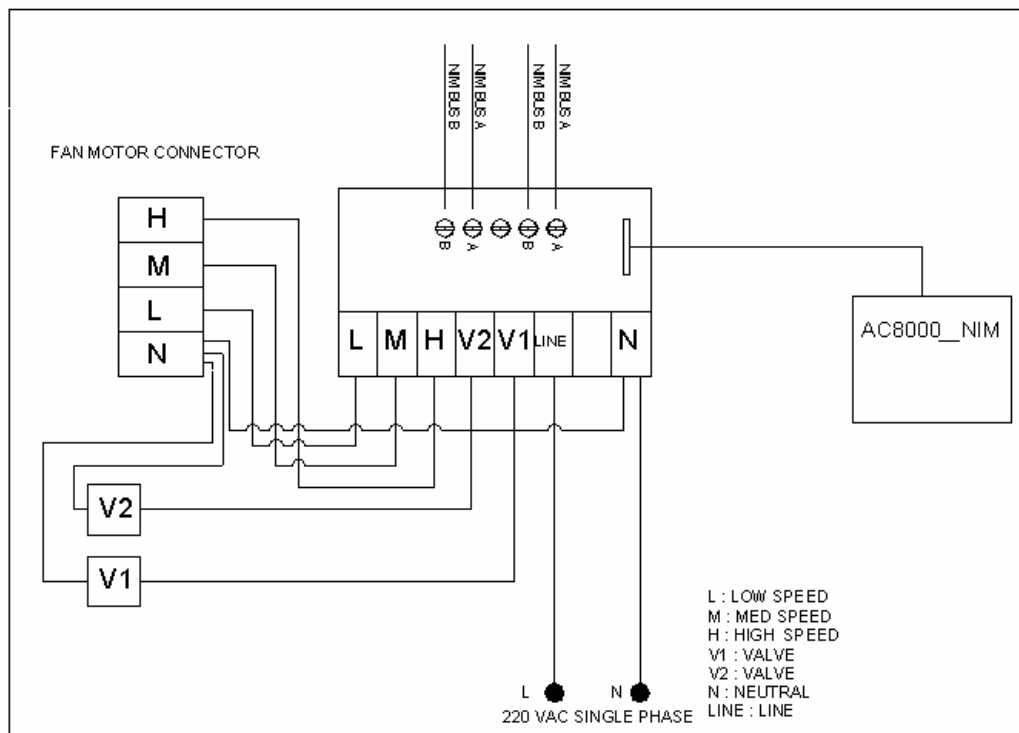 NIM BUS B
NIM BUS A
NIM BUS B
NIM BUS A
FAN MOTOR CONNECTOR
H
M
L
N
B
A
B
A
L M H V2 V1 LINE N
AC8000__NIM
V2
V1
L : LOW SPEED
M : MED SPEED
H : HIGH SPEED
V1 : VALVE
V2 : VALVE
N : NEUTRAL
LINE : LINE
L N
220 VAC SINGLE PHASE